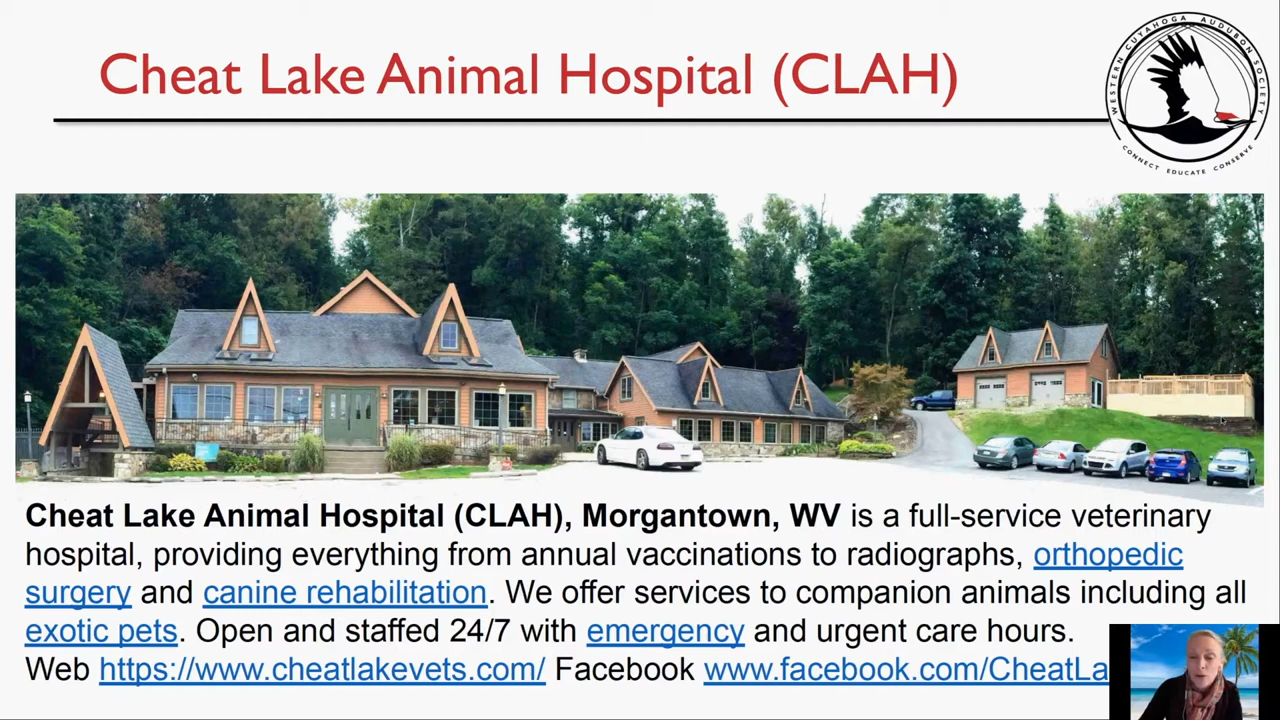 Cheat Lake Animal Hospital (CLAH)
WESTERN CUYAHOGA AUDUBON SOCIETY
CONNECT EDUCATE CONSERVE
Cheat Lake Animal Hospital (CLAH), Morgantown, WV is a full-service veterinary
hospital, providing everything from annual vaccinations to radiographs, orthopedic
surgery and canine rehabilitation. We offer services to companion animals including all
exotic pets. Open and staffed 24/7 with emergency and urgent care hours.
Web https://www.cheatlakevets.com/ Facebook www.facebook.com/CheatLa